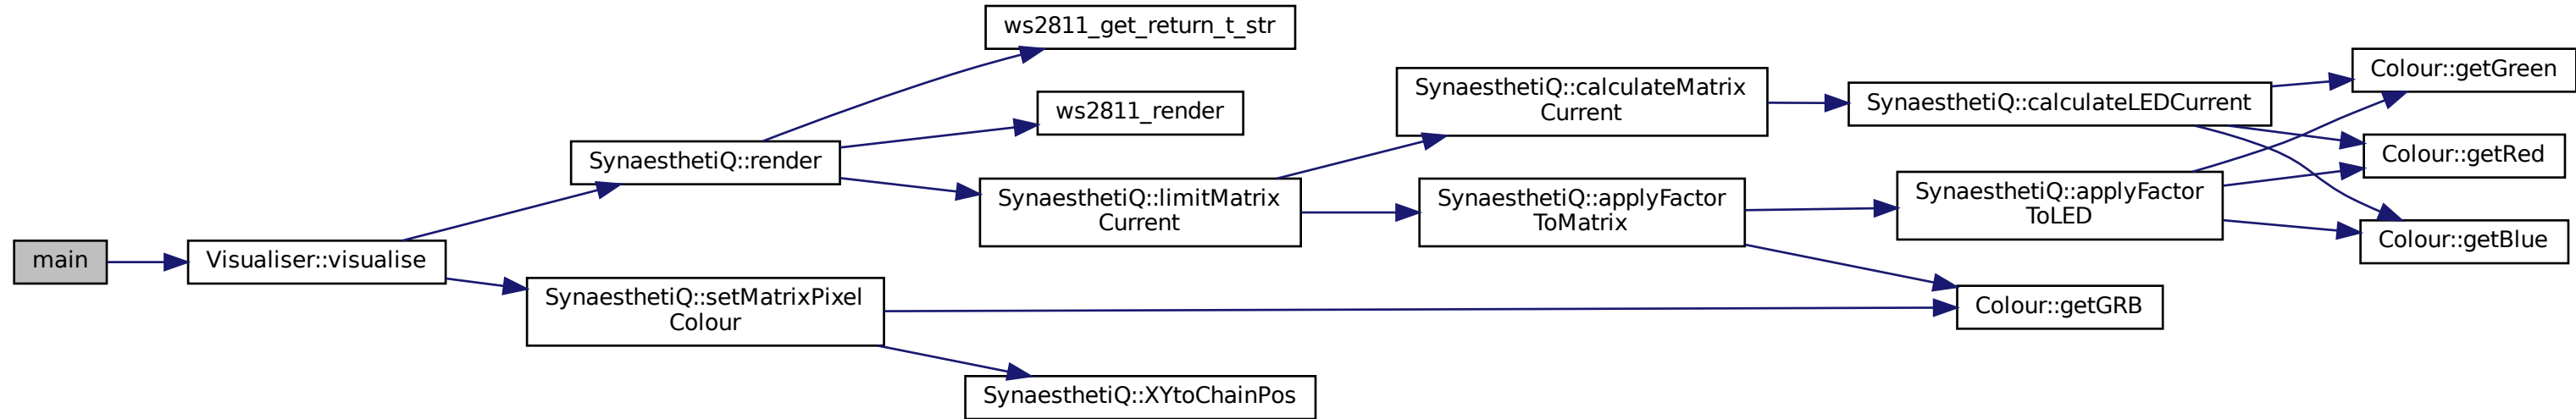 main
Visualiser::visualise
SynaesthetiQ::render
SynaesthetiQ::setMatrixPixel
Colour
ws2811_get_return_t_str
ws2811_render
SynaesthetiQ::limitMatrix
Current
SynaesthetiQ::XYtoChainPos
SynaesthetiQ::calculateMatrix
Current
SynaesthetiQ::applyFactor
ToMatrix
SynaesthetiQ::calculateLEDCurrent
SynaesthetiQ::applyFactor
ToLED
Colour::getGRB
Colour::getGreen
Colour::getRed
Colour::getBlue